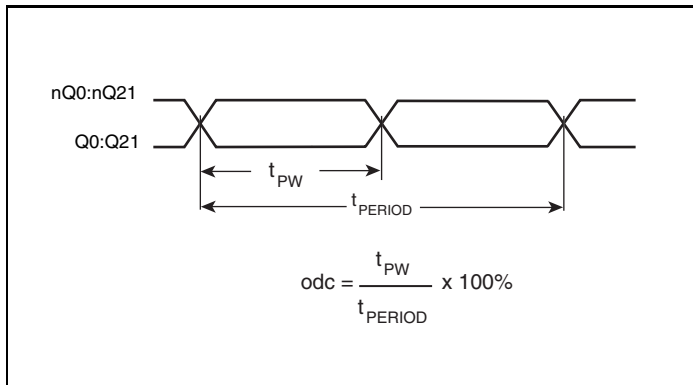 nQ0:nQ21
Q0:Q21
tPW
tPERIOD
odc = tPW / tPERIOD x 100%